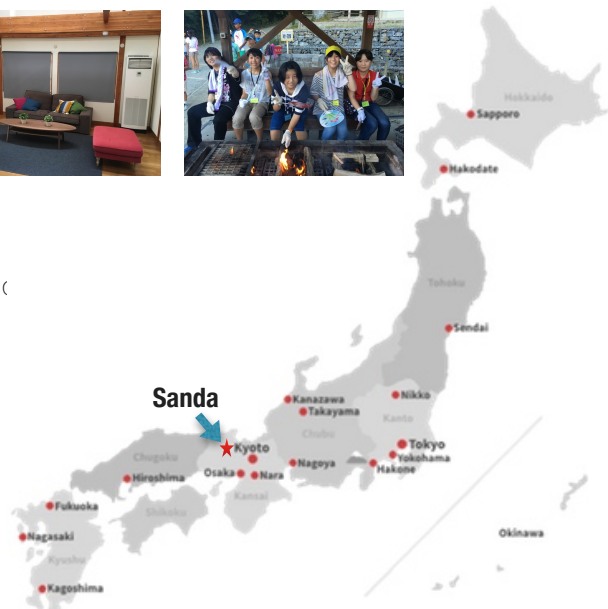 Hokkaido
Sapporo
Hakodate
Tohoku
(
Sendai
Sanda
Kanazawa
Nikko
Takayama
Kanto
Chubu
Kyoto
Tokyo
Chugoku
Yokohama
Nagoya
Hakone
Osaka
Nara
Hiroshima
Kansai
Fukuoka
Shikoku
Okinawa
Nagasaki
Kyushu
Kagoshima